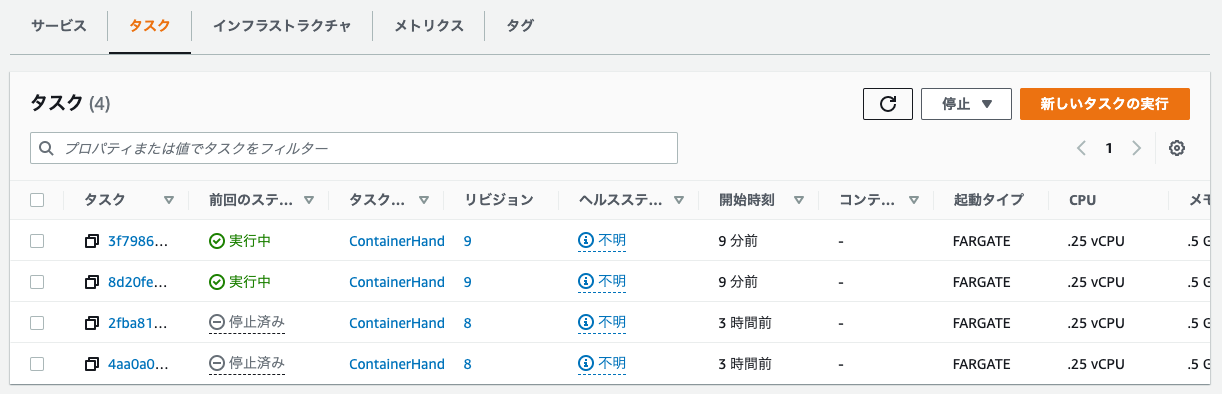 サービス タスク インフラストラクチャ メトリクス タグ
タスク (4) 停止 新しいタスクの実行
プロパティまたは値でタスクをフィルター 1
タスク 前回のステ... タスク... リビジョン ヘルスステ... 開始時刻 コンテ... 起動タイプ CPU メモ
3f7986... 実行中 ContainerHand 9 不明 9 分前 - FARGATE .25 vCPU .5 G
8d20fe... 実行中 ContainerHand 9 不明 9 分前 - FARGATE .25 vCPU .5 G
2fba81... 停止済み ContainerHand 8 不明 3 時間前 - FARGATE .25 vCPU .5 G
4aa0a0... 停止済み ContainerHand 8 不明 3 時間前 - FARGATE .25 vCPU .5 G